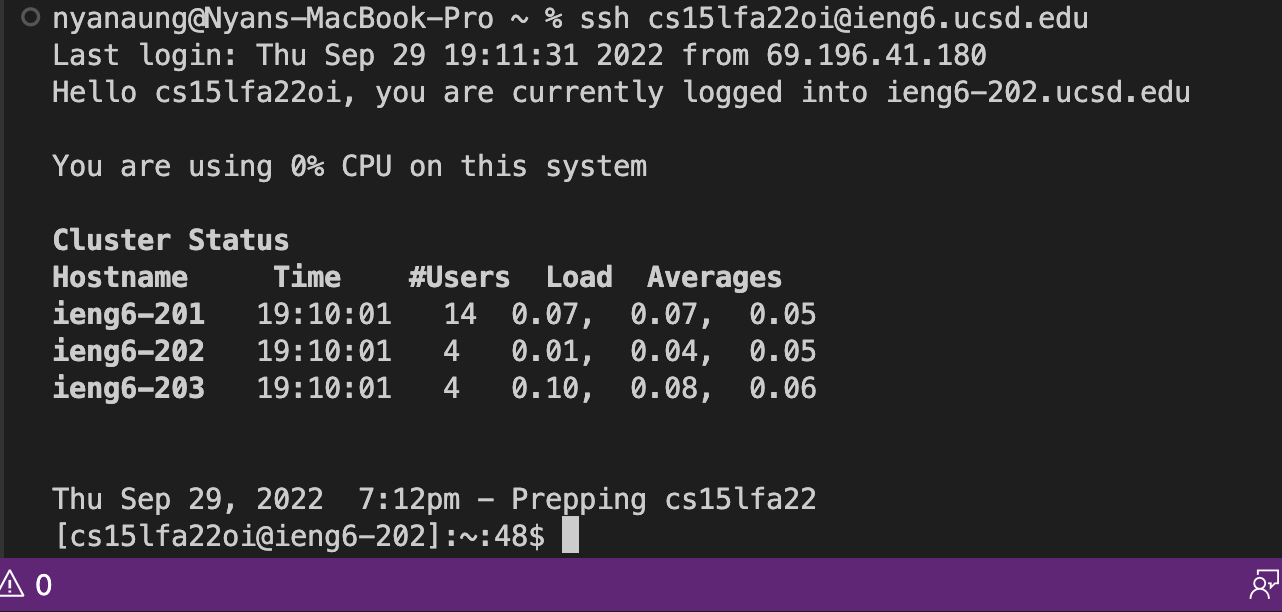 nyanaung@Nyans-MacBook-Pro ~ % ssh cs15lfa22oi@ieng6.ucsd.edu
Last login: Thu Sep 29 19:11:31 2022 from 69.196.41.180
Hello cs15lfa22oi, you are currently logged into ieng6-202.ucsd.edu
You are using 0% CPU on this system
Cluster Status
Hostname     Time    #Users  Load  Averages
ieng6-201   19:10:01   14  0.07,  0.07,  0.05
ieng6-202   19:10:01   4   0.01,  0.04,  0.05
ieng6-203   19:10:01   4   0.10,  0.08,  0.06
Thu Sep 29, 2022  7:12pm - Prepping cs15lfa22
[cs15lfa22oi@ieng6-202]:~:48$
0